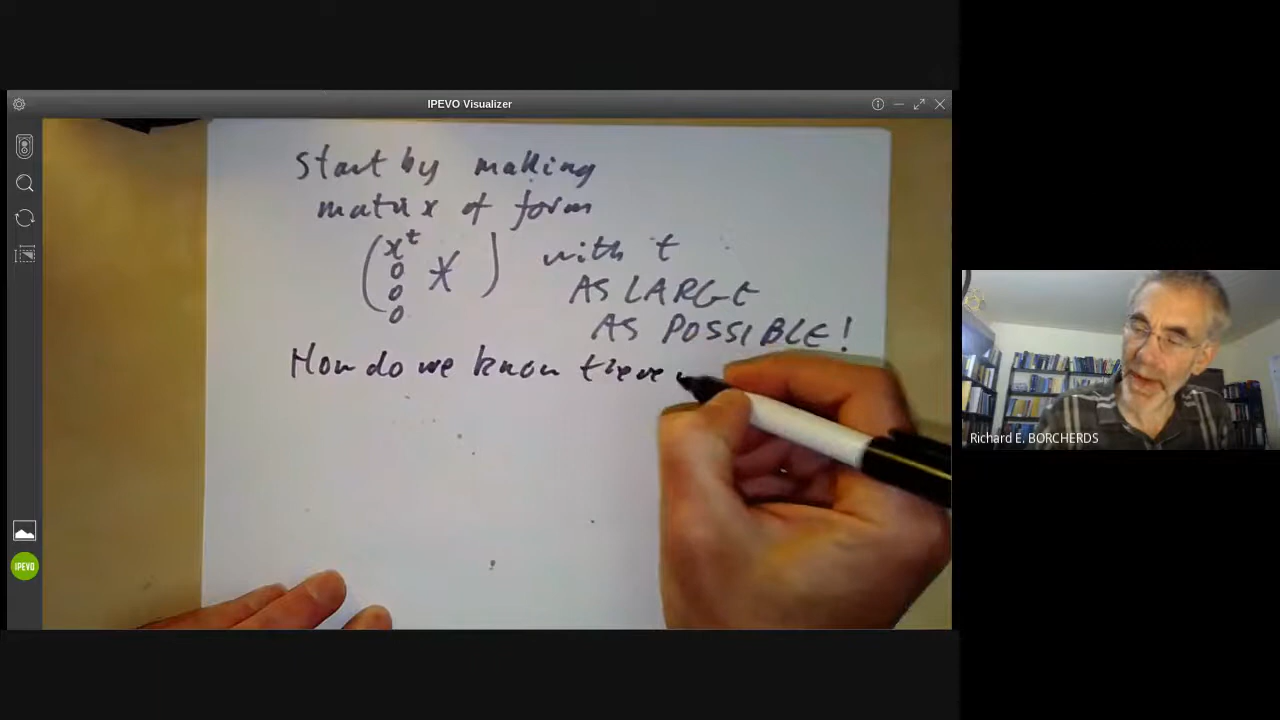 IPEVO Visualizer
Start by making
matrix of form
(x^t
0
0
0 * ) with t
AS LARGE
AS POSSIBLE!
How do we know there
Richard E. BORCHERDS
IPEVO